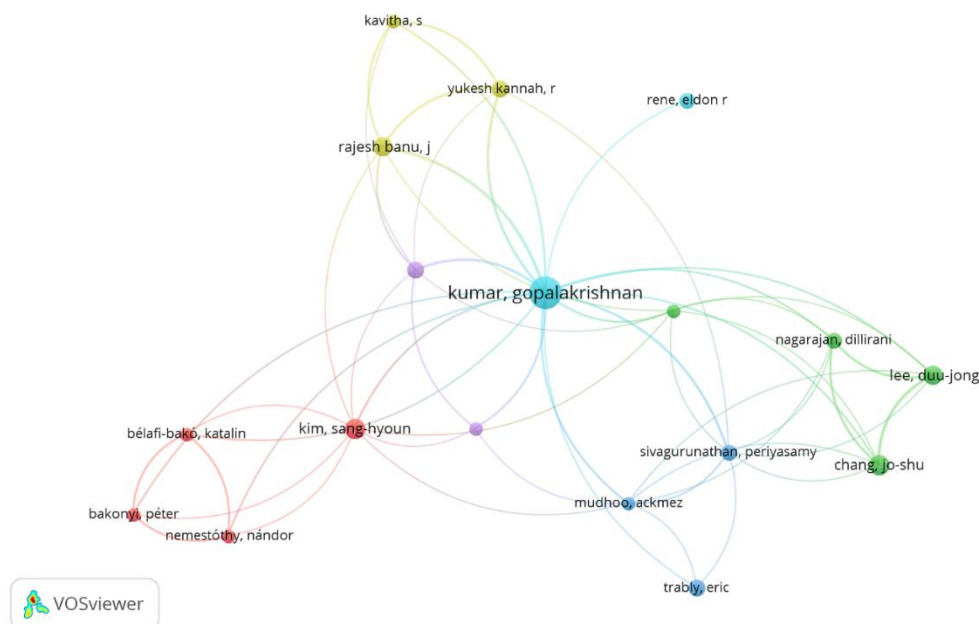 kavitha, s
yukesh kannah, r
rene, eldon r
rajesh banu, j
kumar, gopalakrishnan
nagarajan, dillirani
lee, duu-jong
kim, sang-hyoun
bélafi-bakó, katalin
sivagurunathan, periyasamy
chang, jo-shu
mudhoo, ackmez
bakonyi, péter
nemestóthy, nándor
trably, eric
VOSviewer